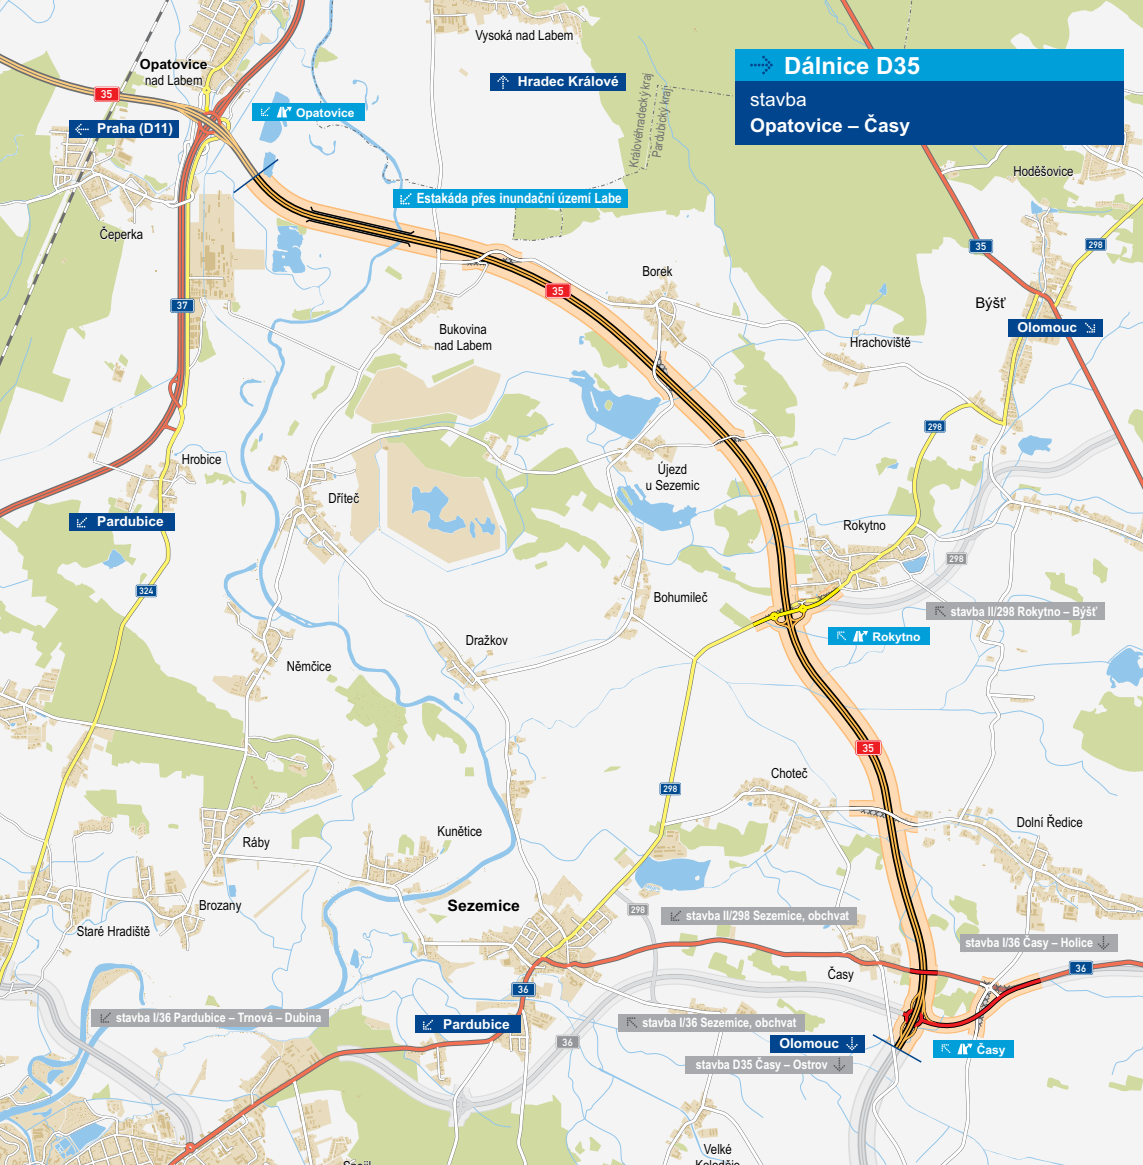 Dálnice D35
stavba
Opatovice – Časy
Vysoká nad Labem
Opatovice
nad Labem
Hradec Králové
35
Opatovice
Praha (D11)
Královéhradecký kraj
Pardubický kraj
Hoděšovice
Estakáda přes inundační území Labe
Čeperka
35
298
Borek
35
37
Býšť
Olomouc
Bukovina
nad Labem
Hrachoviště
298
Hrobice
Újezd
u Sezemic
Dříteč
Pardubice
Rokytno
298
324
Bohumileč
stavba II/298 Rokytno – Býšť
Rokytno
Dražkov
Němčice
35
Choteč
298
Dolní Ředice
Kunětice
Ráby
Sezemice
Brozany
298
stavba II/298 Sezemice, obchvat
Staré Hradiště
stavba I/36 Časy – Holice
Časy
36
36
stavba I/36 Pardubice – Trnová – Dubina
Pardubice
stavba I/36 Sezemice, obchvat
36
Olomouc
Časy
stavba D35 Časy – Ostrov
Velké